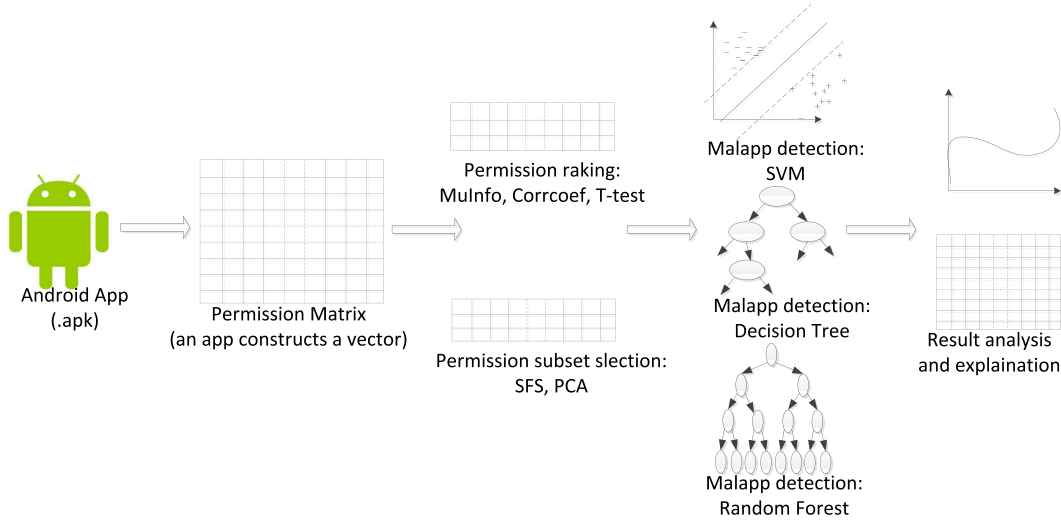 Android App
(.apk)
Permission Matrix
(an app constructs a vector)
Permission raking:
MuInfo, Corrcoef, T-test
Permission subset slection:
SFS, PCA
Malapp detection:
SVM
Malapp detection:
Decision Tree
Malapp detection:
Random Forest
Result analysis
and explaination